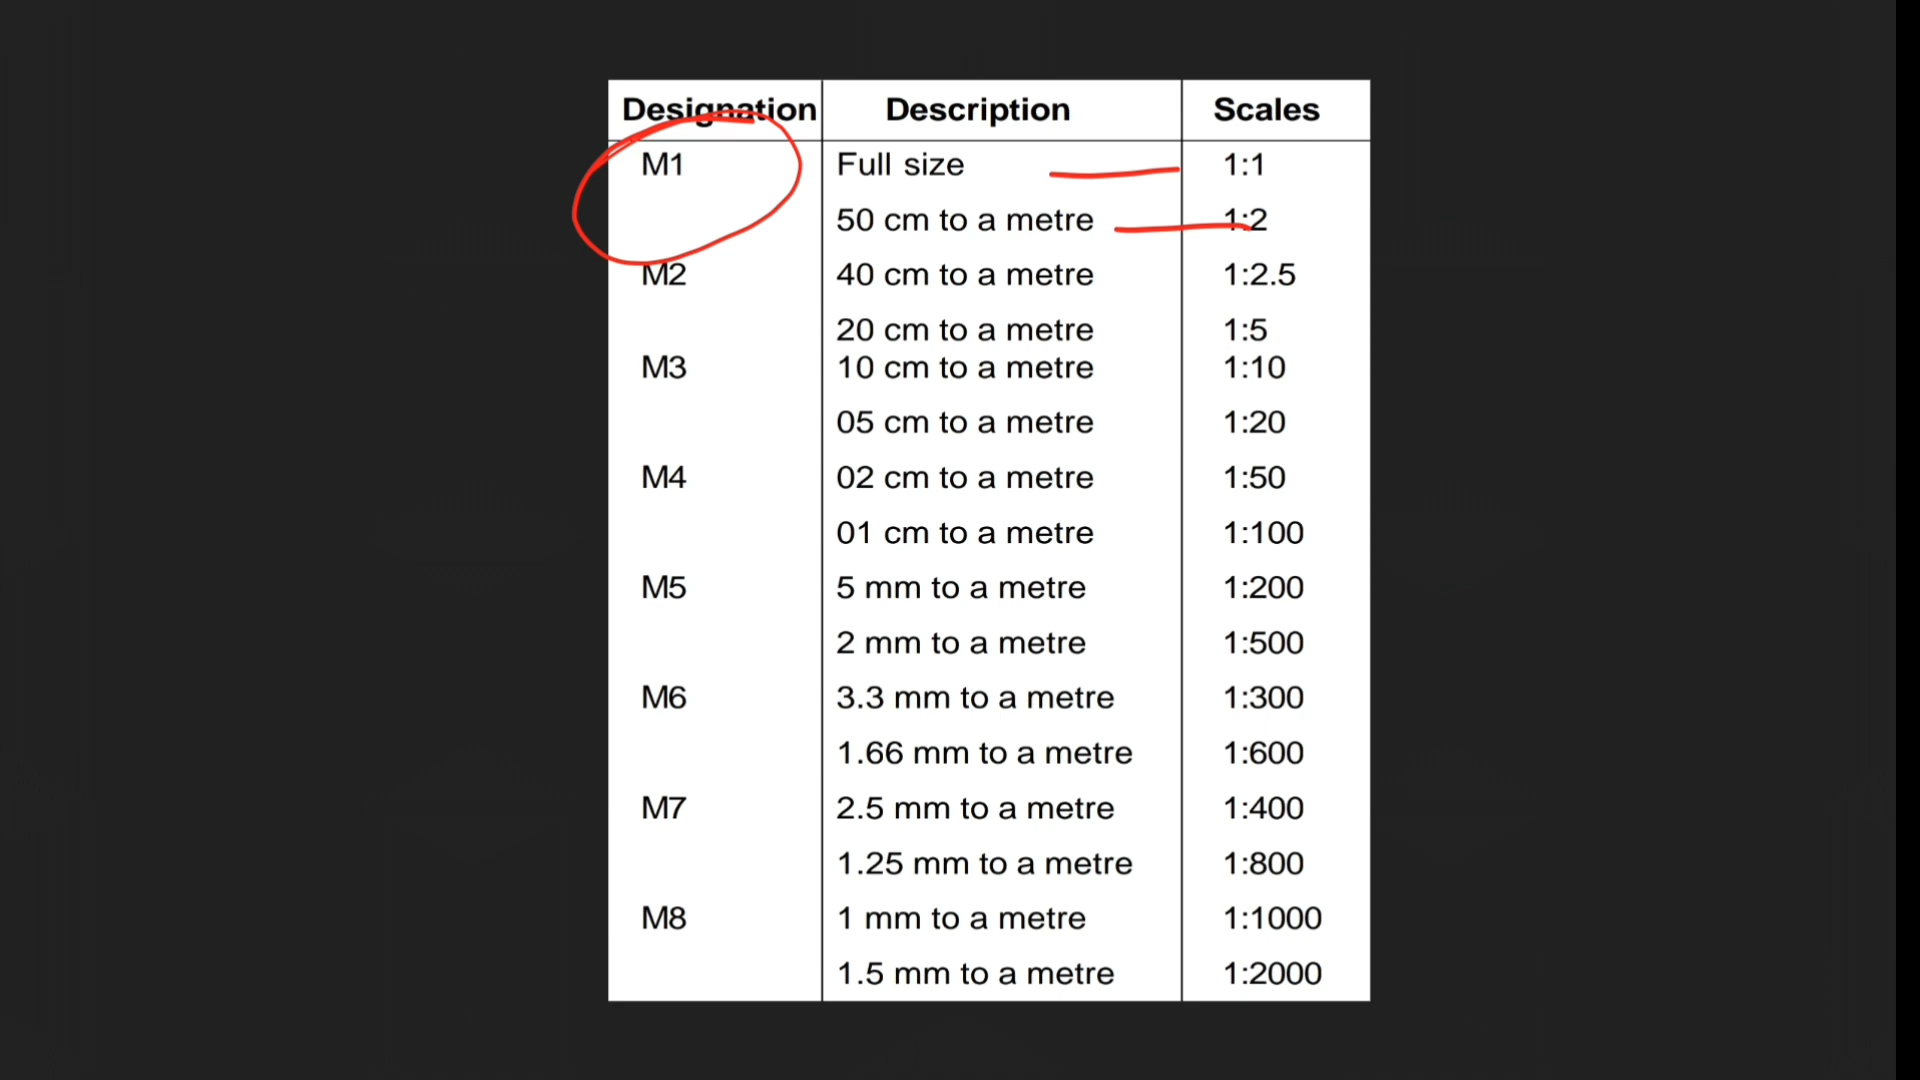 Designation Description Scales
M1 Full size 1:1
50 cm to a metre 1:2
M2 40 cm to a metre 1:2.5
20 cm to a metre 1:5
M3 10 cm to a metre 1:10
05 cm to a metre 1:20
M4 02 cm to a metre 1:50
01 cm to a metre 1:100
M5 5 mm to a metre 1:200
2 mm to a metre 1:500
M6 3.3 mm to a metre 1:300
1.66 mm to a metre 1:600
M7 2.5 mm to a metre 1:400
1.25 mm to a metre 1:800
M8 1 mm to a metre 1:1000
1.5 mm to a metre 1:2000